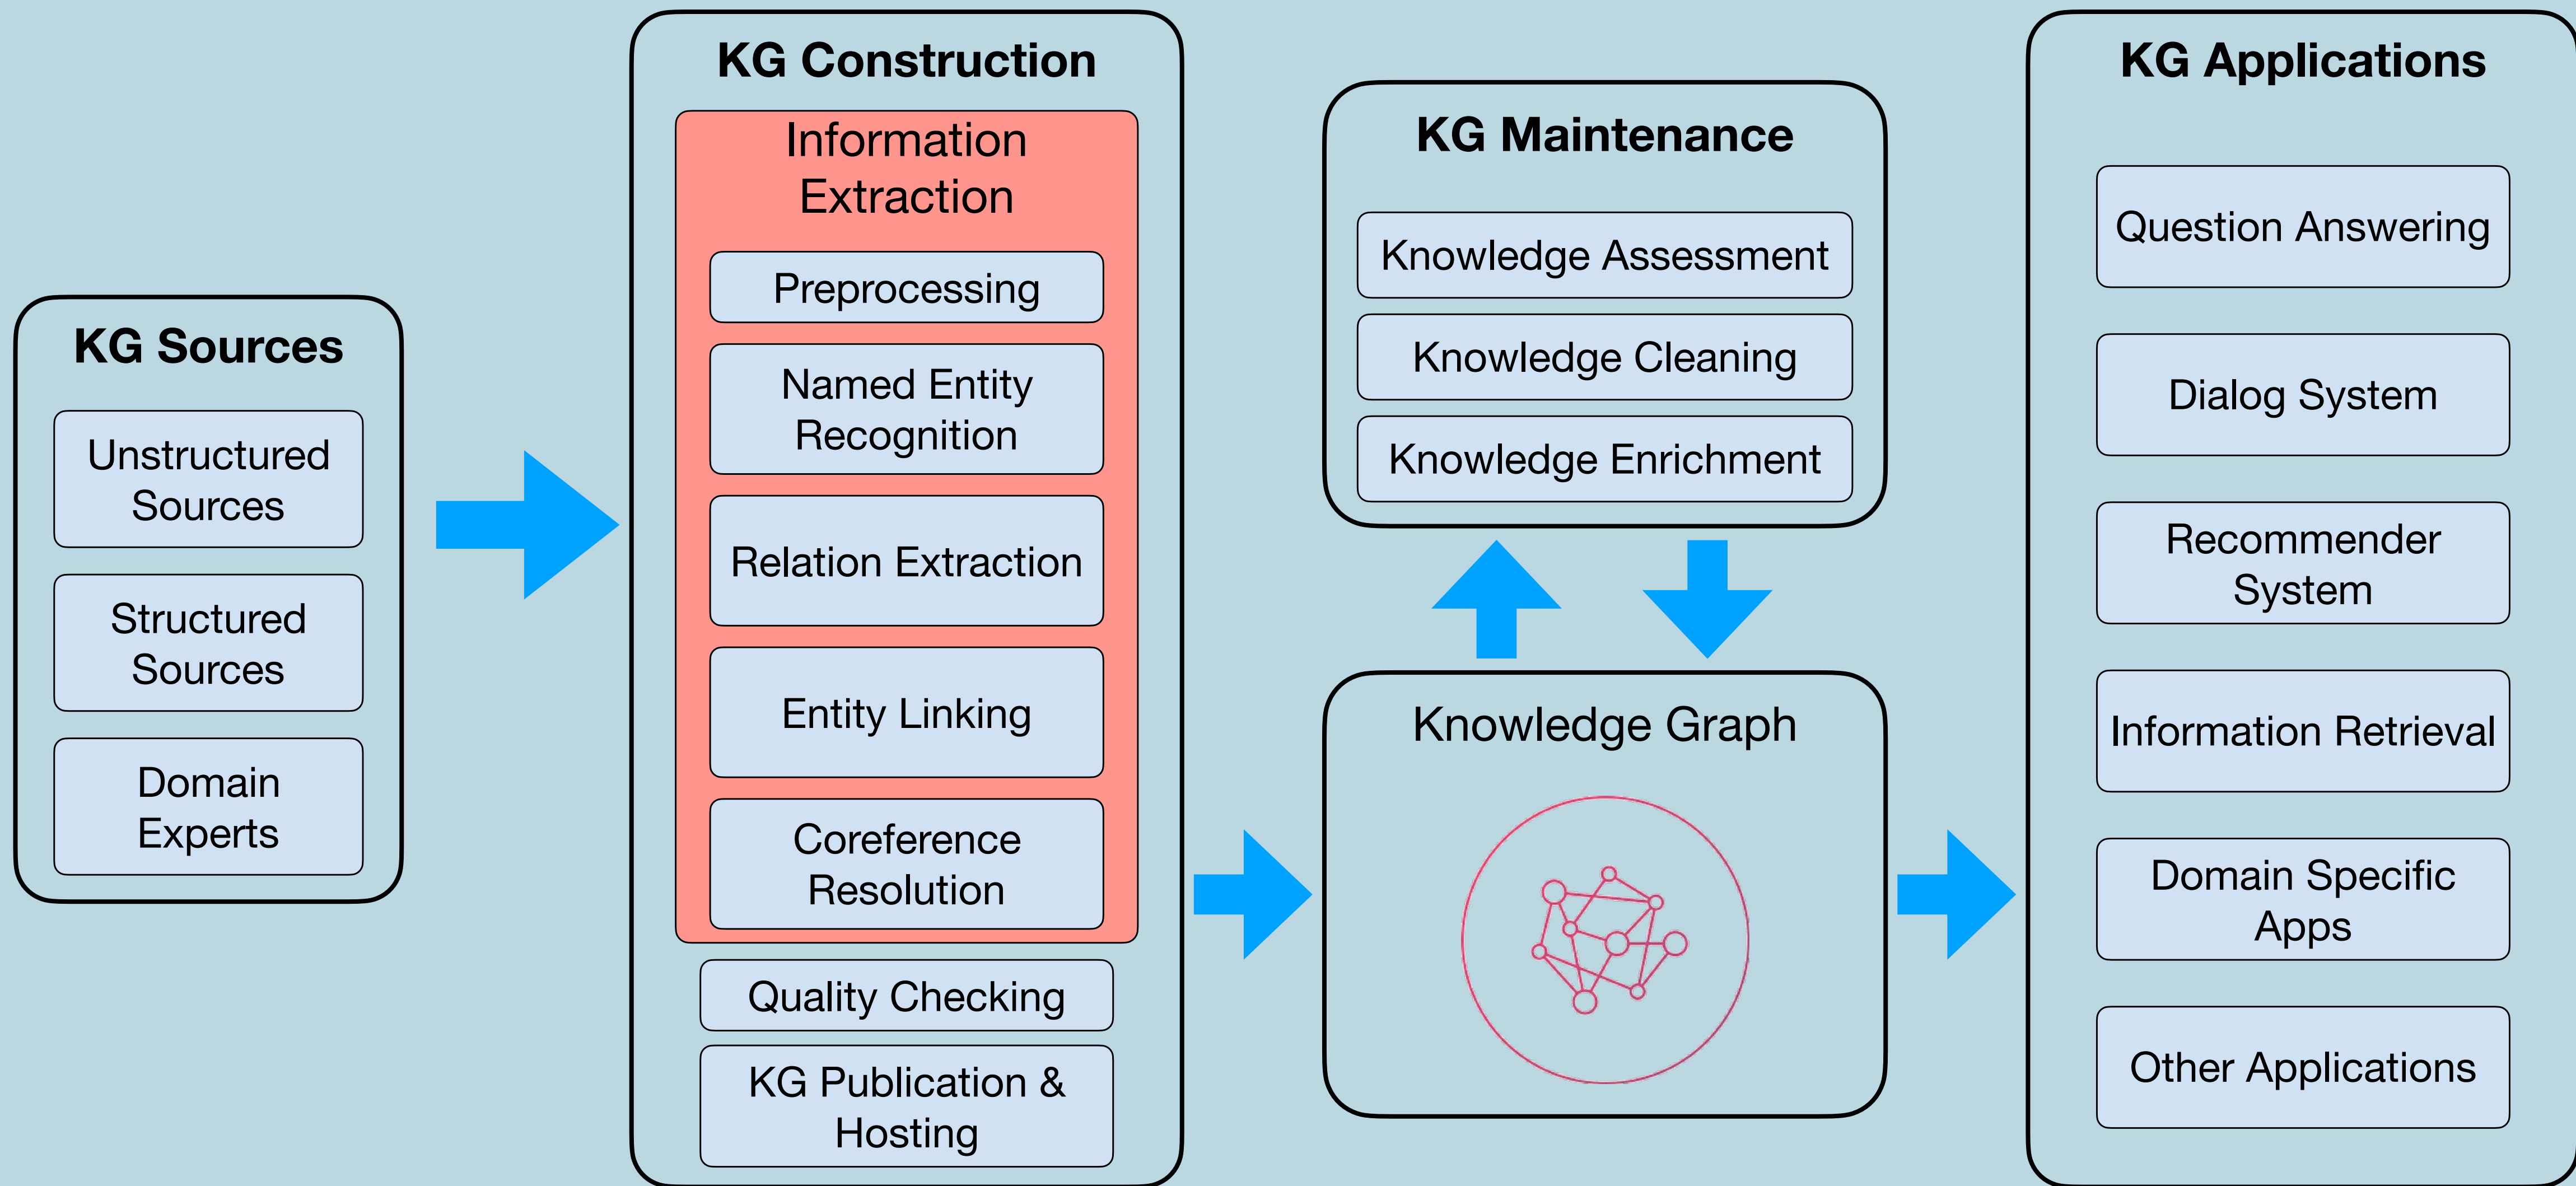 KG Sources
Unstructured
Sources
Structured
Sources
Domain
Experts
KG Construction
Information
Extraction
Preprocessing
Named Entity
Recognition
Relation Extraction
Entity Linking
Coreference
Resolution
Quality Checking
KG Publication &
Hosting
KG Maintenance
Knowledge Assessment
Knowledge Cleaning
Knowledge Enrichment
Knowledge Graph
KG Applications
Question Answering
Dialog System
Recommender
System
Information Retrieval
Domain Specific
Apps
Other Applications